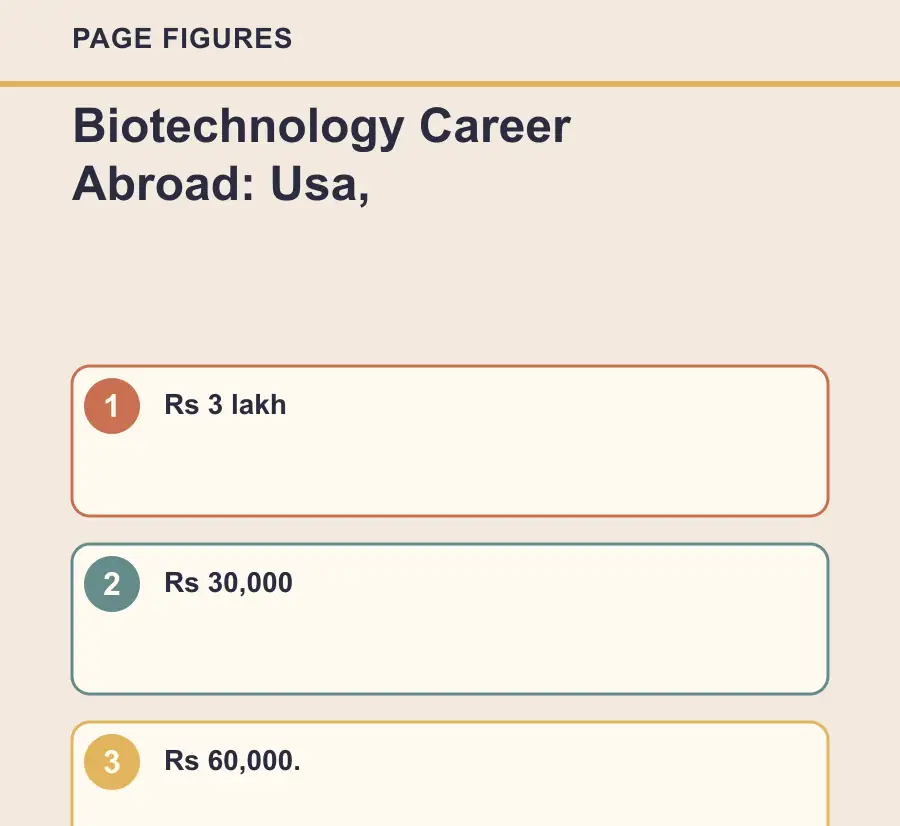 PAGE FIGURES
Biotechnology Career
Abroad: Usa,
1
Rs 3 lakh
2
Rs 30,000
3
Rs 60,000.